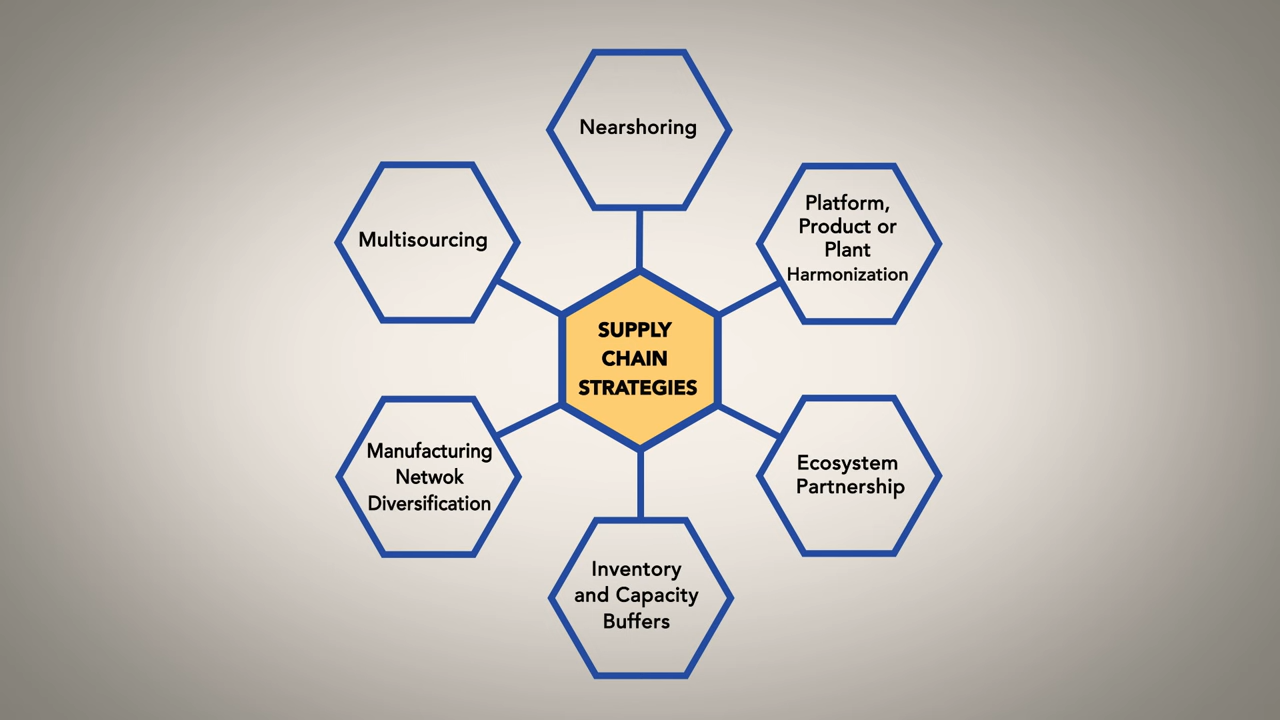 Nearshoring
Multisourcing
Platform,
Product or
Plant
Harmonization
SUPPLY
CHAIN
STRATEGIES
Manufacturing
Netwok
Diversification
Ecosystem
Partnership
Inventory
and Capacity
Buffers